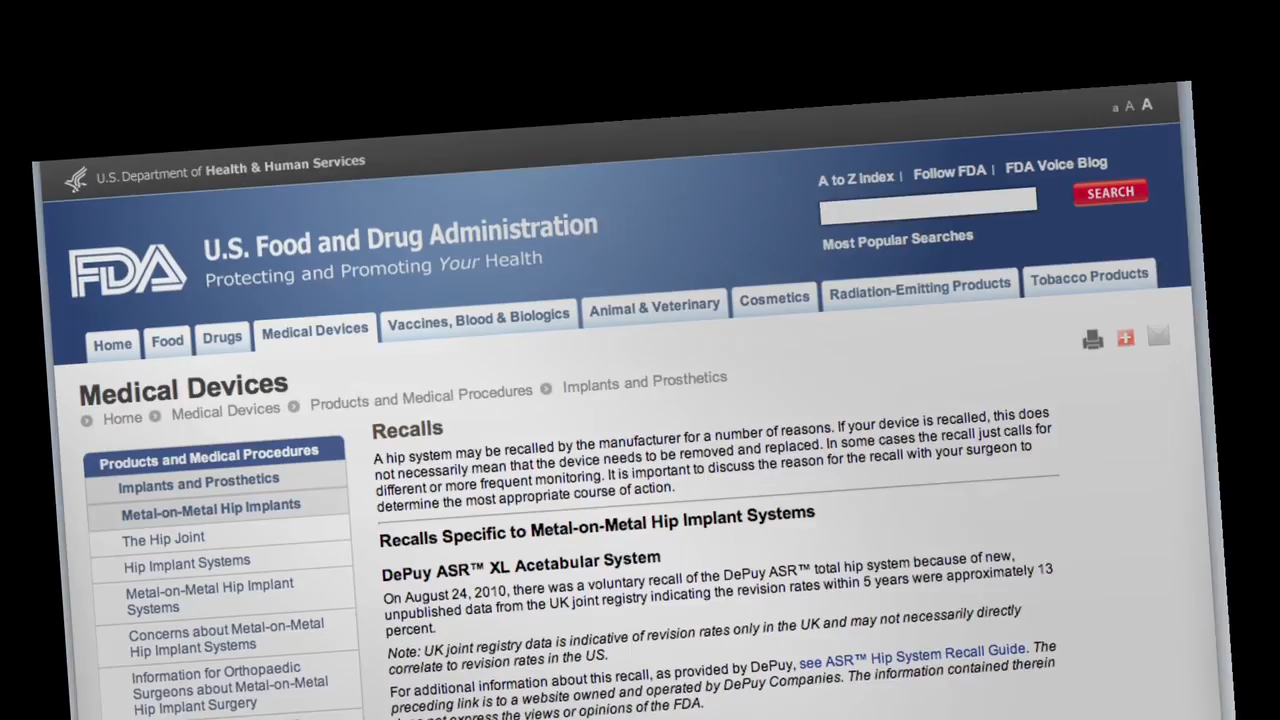 a A A
U.S. Department of Health & Human Services
A to Z Index | Follow FDA | FDA Voice Blog
SEARCH
Most Popular Searches
FDA
U.S. Food and Drug Administration
Protecting and Promoting Your Health
Home Food Drugs Medical Devices Vaccines, Blood & Biologics Animal & Veterinary Cosmetics Radiation-Emitting Products Tobacco Products
Medical Devices
Home Medical Devices Products and Medical Procedures Implants and Prosthetics
Products and Medical Procedures
Implants and Prosthetics
Metal-on-Metal Hip Implants
The Hip Joint
Hip Implant Systems
Metal-on-Metal Hip Implant
Systems
Concerns about Metal-on-Metal
Hip Implant Systems
Information for Orthopaedic
Surgeons about Metal-on-Metal
Hip Implant Surgery
Recalls
A hip system may be recalled by the manufacturer for a number of reasons. If your device is recalled, this does
not necessarily mean that the device needs to be removed and replaced. In some cases the recall just calls for
different or more frequent monitoring. It is important to discuss the reason for the recall with your surgeon to
determine the most appropriate course of action.
Recalls Specific to Metal-on-Metal Hip Implant Systems
DePuy ASR™ XL Acetabular System
On August 24, 2010, there was a voluntary recall of the DePuy ASR™ total hip system because of new,
unpublished data from the UK joint registry indicating the revision rates within 5 years were approximately 13
percent.
Note: UK joint registry data is indicative of revision rates only in the UK and may not necessarily directly
correlate to revision rates in the US.
For additional information about this recall, as provided by DePuy, see ASR™ Hip System Recall Guide. The
preceding link is to a website owned and operated by DePuy Companies. The information contained therein
does not express the views or opinions of the FDA.